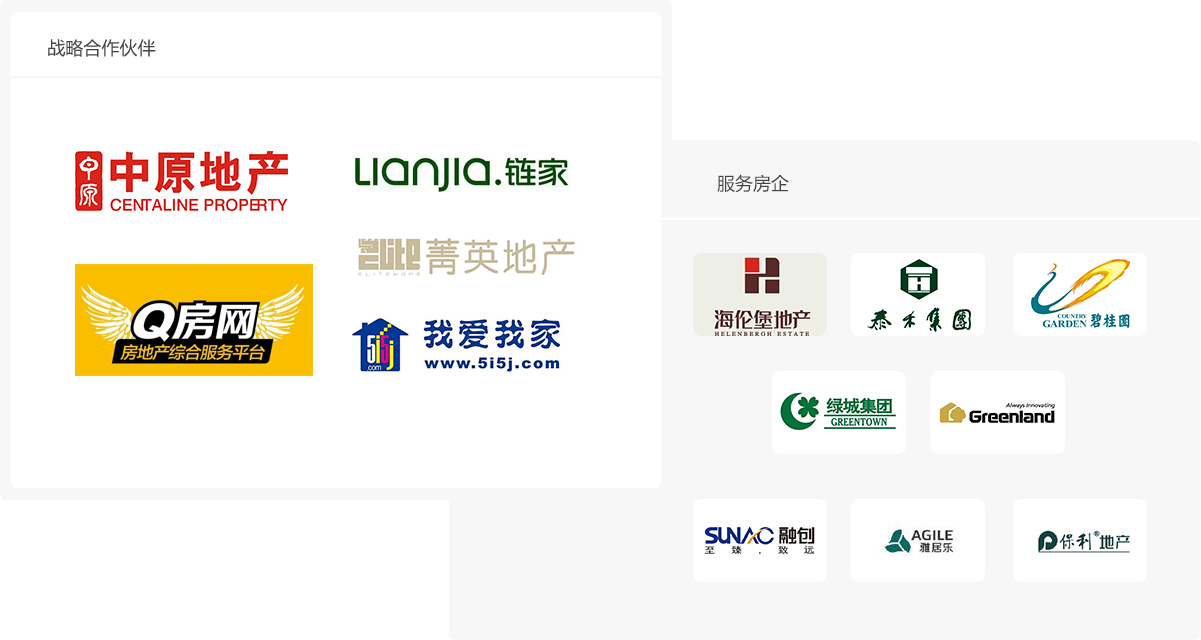 战略合作伙伴
中原
中原地产
CENTALINE PROPERTY
LIANJIA.链家
elite 菁英地产
ELITEHOME
Q房网
房地产综合服务平台
5i5j
.com
我爱我家
www.5i5j.com
服务房企
海伦堡地产
HELENBERGH ESTATE
泰禾集團
COUNTRY
GARDEN 碧桂园
绿城集团
GREENTOWN
Always Innovating
Greenland
SUNAC 融创
至臻，致远
AGILE
雅居乐
保利®地产